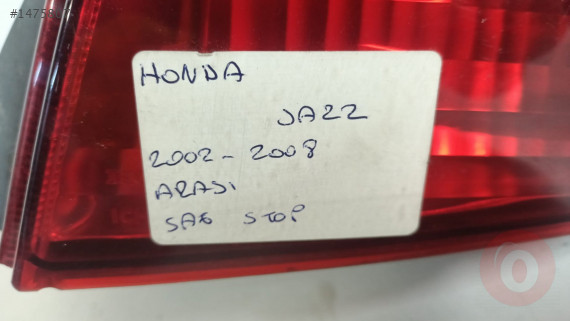 HONDA
JAZZ
2002 - 2008
ARASI
SAĞ STOP